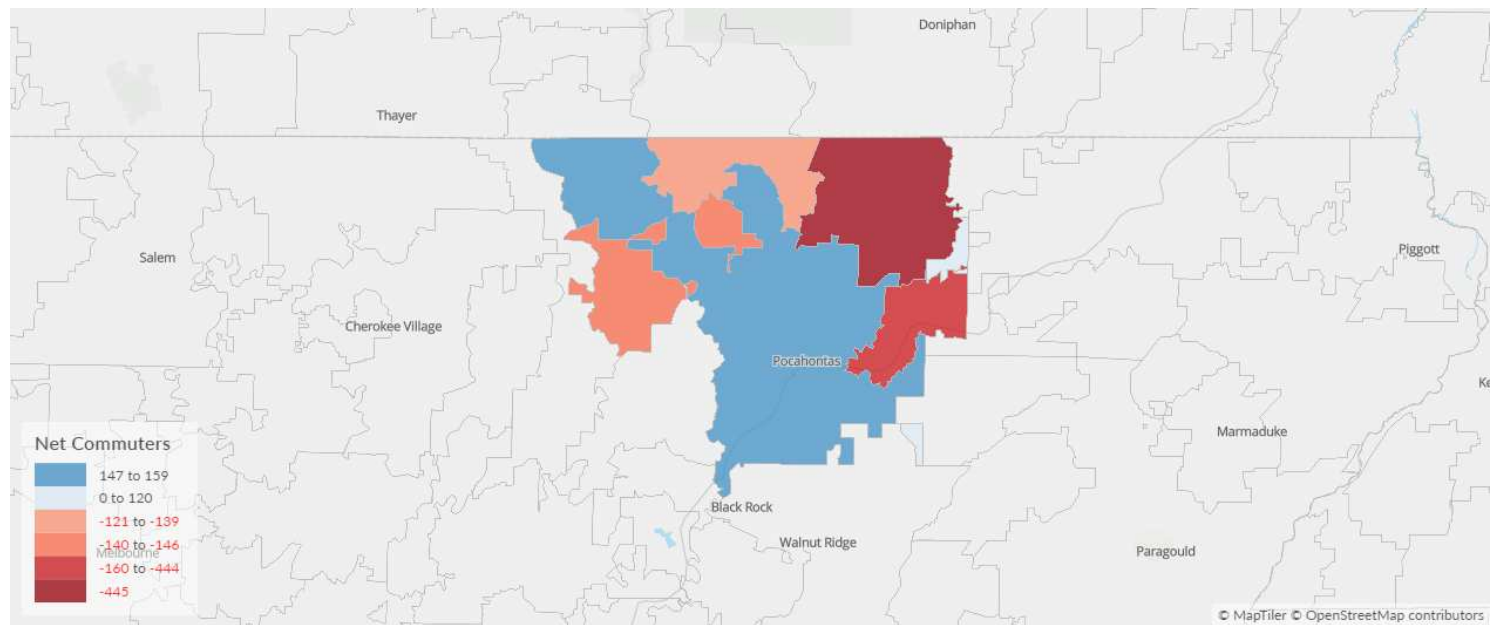 Doniphan
Thayer
Salem
Piggott
Cherokee Village
Pocahontas
Ke
Marmaduke
Black Rock
Walnut Ridge
Paragould
Net Commuters
147 to 159
0 to 120
-121 to -139
-140 to -146
Melbourne
-160 to -444
-445
© MapTiler © OpenStreetMap contributors